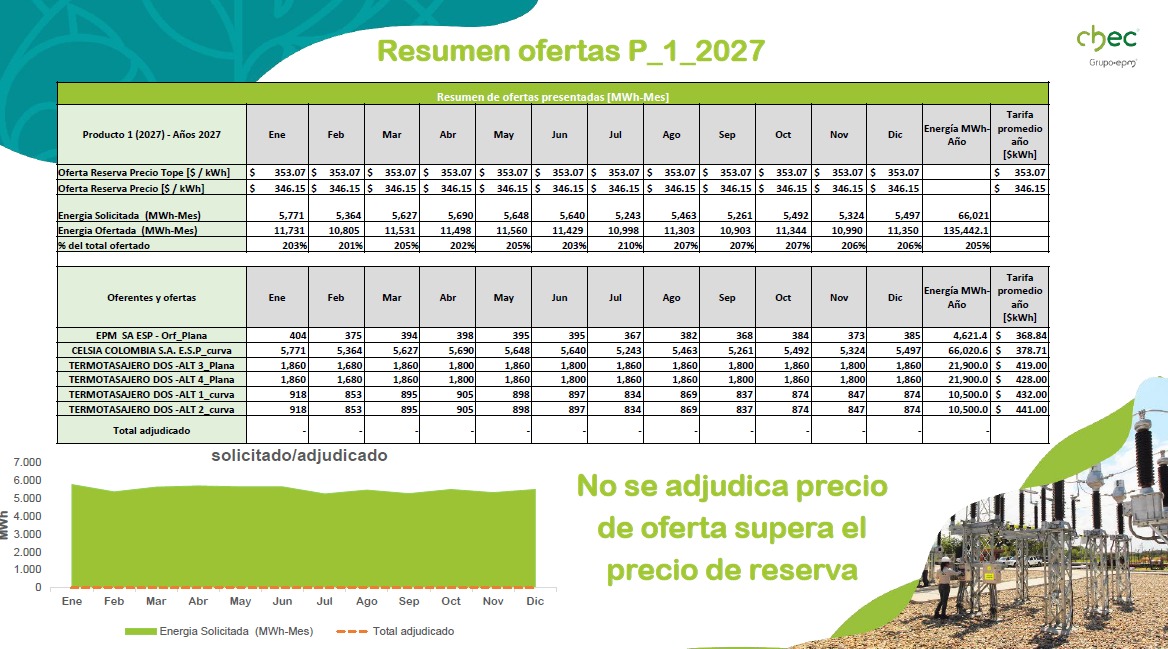 Resumen ofertas P_1_2027
chec
Grupo·epm
Resumen de ofertas presentadas [MWh-Mes]
Producto 1 (2027) - Años 2027 Ene Feb Mar Abr May Jun Jul Ago Sep Oct Nov Dic Energía MWh-Año Tarifa promedio año [$kWh]
Oferta Reserva Precio Tope [$ / kWh] $ 353.07 $ 353.07 $ 353.07 $ 353.07 $ 353.07 $ 353.07 $ 353.07 $ 353.07 $ 353.07 $ 353.07 $ 353.07 $ 353.07 $ 353.07
Oferta Reserva Precio [$ / kWh] $ 346.15 $ 346.15 $ 346.15 $ 346.15 $ 346.15 $ 346.15 $ 346.15 $ 346.15 $ 346.15 $ 346.15 $ 346.15 $ 346.15 $ 346.15
Energia Solicitada (MWh-Mes) 5,771 5,364 5,627 5,690 5,648 5,640 5,243 5,463 5,261 5,492 5,324 5,497 66,021
Energia Ofertada (MWh-Mes) 11,731 10,805 11,531 11,498 11,560 11,429 10,998 11,303 10,903 11,344 10,990 11,350 135,442.1
% del total ofertado 203% 201% 205% 202% 205% 203% 210% 207% 207% 207% 206% 206% 205%
Oferentes y ofertas Ene Feb Mar Abr May Jun Jul Ago Sep Oct Nov Dic Energía MWh-Año Tarifa promedio año [$kWh]
EPM SA ESP - Orf_Plana 404 375 394 398 395 395 367 382 368 384 373 385 4,621.4 $ 368.84
CELSIA COLOMBIA S.A. E.S.P_curva 5,771 5,364 5,627 5,690 5,648 5,640 5,243 5,463 5,261 5,492 5,324 5,497 66,020.6 $ 378.71
TERMOTASAJERO DOS -ALT 3_Plana 1,860 1,680 1,860 1,800 1,860 1,800 1,860 1,860 1,800 1,860 1,800 1,860 21,900.0 $ 419.00
TERMOTASAJERO DOS -ALT 4_Plana 1,860 1,680 1,860 1,800 1,860 1,800 1,860 1,860 1,800 1,860 1,800 1,860 21,900.0 $ 428.00
TERMOTASAJERO DOS -ALT 1_curva 918 853 895 905 898 897 834 869 837 874 847 874 10,500.0 $ 432.00
TERMOTASAJERO DOS -ALT 2_curva 918 853 895 905 898 897 834 869 837 874 847 874 10,500.0 $ 441.00
Total adjudicado - - - - - - - - - - - - -
solicitado/adjudicado
MWh
7.000
6.000
5.000
4.000
3.000
2.000
1.000
0
Ene Feb Mar Abr May Jun Jul Ago Sep Oct Nov Dic
Energia Solicitada (MWh-Mes) Total adjudicado
No se adjudica precio
de oferta supera el
precio de reserva